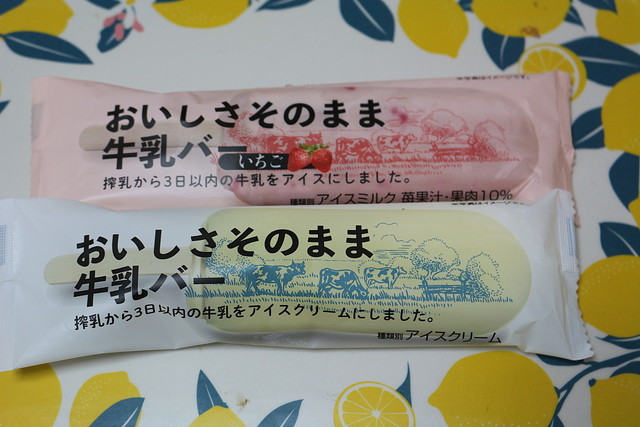 おいしさそのまま
牛乳バー
いちご
搾乳から3日以内の牛乳をアイスにしました。
種類別 アイスミルク 苺果汁・果肉10%
おいしさそのまま
牛乳バー
搾乳から3日以内の牛乳をアイスクリームにしました。
種類別 アイスクリーム